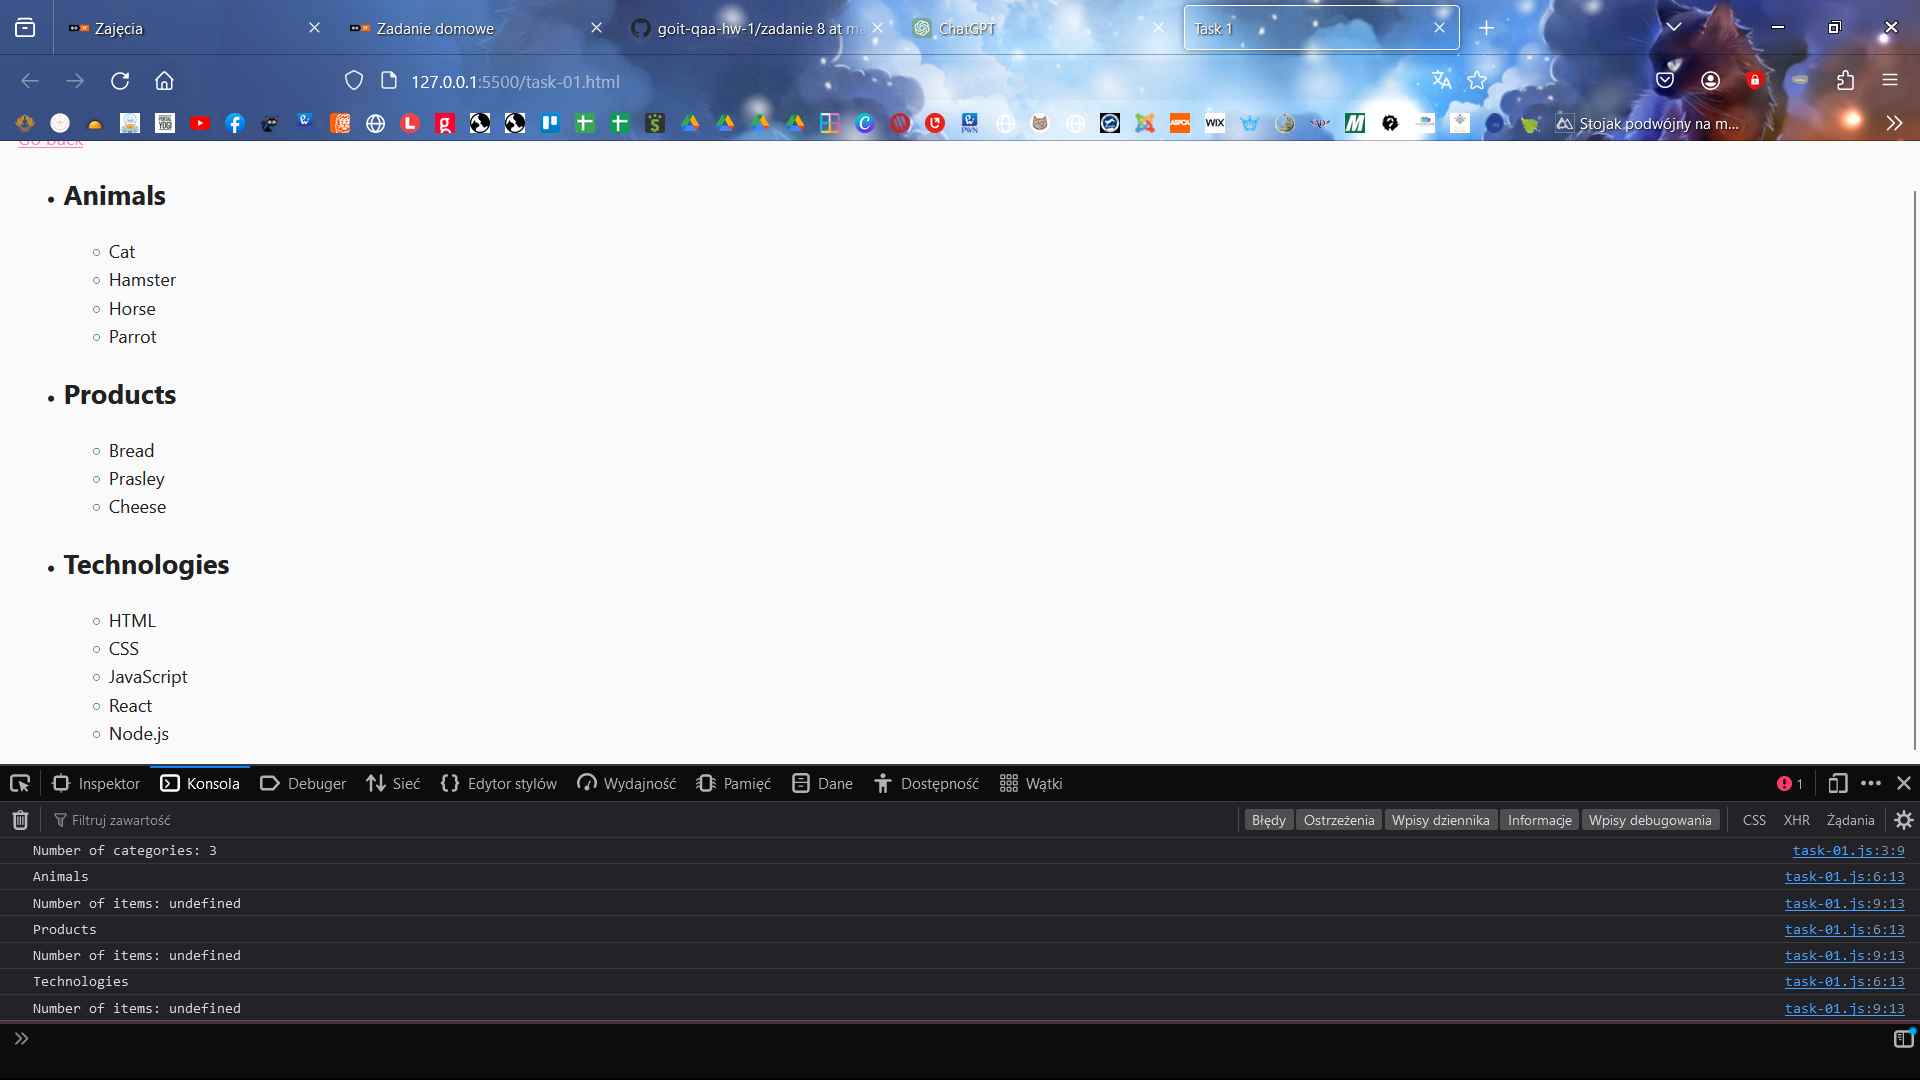 Zajęcia
Zadanie domowe
goit-qaa-hw-1/zadanie 8 at ma
ChatGPT
Task 1
127.0.0.1:5500/task-01.html
Stojak podwójny na m...
Go back
Animals
Cat
Hamster
Horse
Parrot
Products
Bread
Prasley
Cheese
Technologies
HTML
CSS
JavaScript
React
Node.js
Inspektor
Konsola
Debuger
Sieć
Edytor stylów
Wydajność
Pamięć
Dane
Dostępność
Wątki
1
Filtruj zawartość
Błędy
Ostrzeżenia
Wpisy dziennika
Informacje
Wpisy debugowania
CSS
XHR
Żądania
Number of categories: 3 task-01.js:3:9
Animals task-01.js:6:13
Number of items: undefined task-01.js:9:13
Products task-01.js:6:13
Number of items: undefined task-01.js:9:13
Technologies task-01.js:6:13
Number of items: undefined task-01.js:9:13